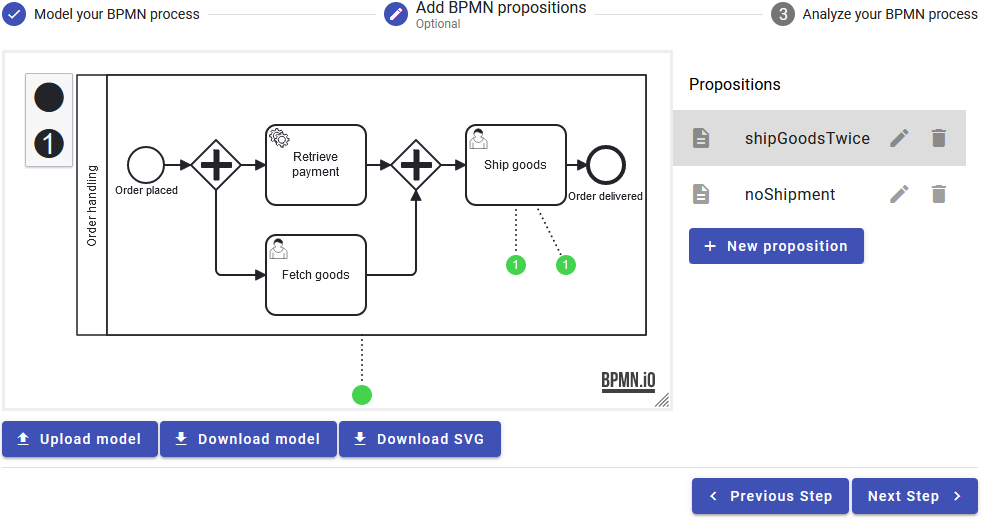 Model your BPMN process
Add BPMN propositions
Optional
3
Analyze your BPMN process
1
Order handling
Order placed
Retrieve
payment
Fetch goods
Ship goods
Order delivered
1
1
BPMN.iO
Propositions
shipGoodsTwice
noShipment
+ New proposition
Upload model
Download model
Download SVG
Previous Step
Next Step